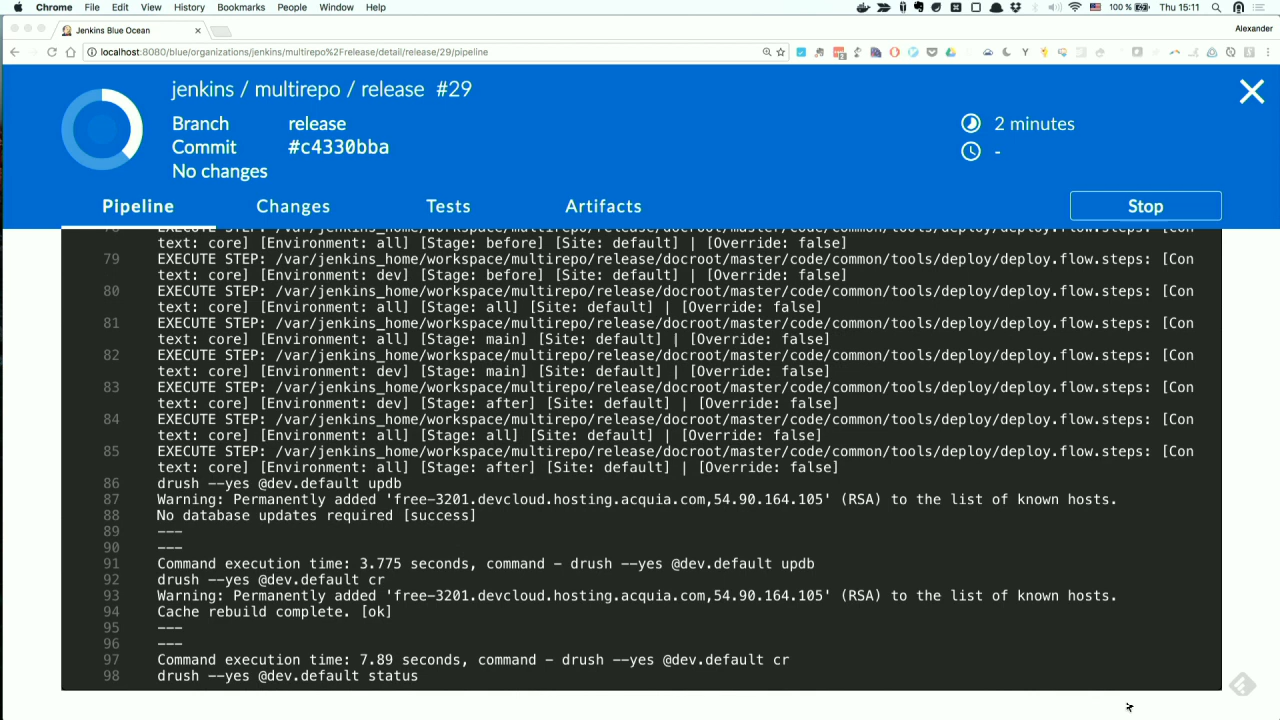 Chrome File Edit View History Bookmarks People Window Help 100 % Thu 15:11
Jenkins Blue Ocean
Alexander
localhost:8080/blue/organizations/jenkins/multirepo%2Frelease/detail/release/29/pipeline
jenkins / multirepo / release #29
Branch release
2 minutes
Commit #c4330bba
-
No changes
Pipeline Changes Tests Artifacts Stop
78 EXECUTE STEP: /var/jenkins_home/workspace/multirepo/release/docroot/master/code/common/tools/deploy/deploy.flow.steps: [Con
text: core] [Environment: all] [Stage: before] [Site: default] | [Override: false]
79 EXECUTE STEP: /var/jenkins_home/workspace/multirepo/release/docroot/master/code/common/tools/deploy/deploy.flow.steps: [Con
text: core] [Environment: dev] [Stage: before] [Site: default] | [Override: false]
80 EXECUTE STEP: /var/jenkins_home/workspace/multirepo/release/docroot/master/code/common/tools/deploy/deploy.flow.steps: [Con
text: core] [Environment: all] [Stage: all] [Site: default] | [Override: false]
81 EXECUTE STEP: /var/jenkins_home/workspace/multirepo/release/docroot/master/code/common/tools/deploy/deploy.flow.steps: [Con
text: core] [Environment: all] [Stage: main] [Site: default] | [Override: false]
82 EXECUTE STEP: /var/jenkins_home/workspace/multirepo/release/docroot/master/code/common/tools/deploy/deploy.flow.steps: [Con
text: core] [Environment: dev] [Stage: main] [Site: default] | [Override: false]
83 EXECUTE STEP: /var/jenkins_home/workspace/multirepo/release/docroot/master/code/common/tools/deploy/deploy.flow.steps: [Con
text: core] [Environment: dev] [Stage: after] [Site: default] | [Override: false]
84 EXECUTE STEP: /var/jenkins_home/workspace/multirepo/release/docroot/master/code/common/tools/deploy/deploy.flow.steps: [Con
text: core] [Environment: all] [Stage: all] [Site: default] | [Override: false]
85 EXECUTE STEP: /var/jenkins_home/workspace/multirepo/release/docroot/master/code/common/tools/deploy/deploy.flow.steps: [Con
text: core] [Environment: all] [Stage: after] [Site: default] | [Override: false]
86 drush --yes @dev.default updb
87 Warning: Permanently added 'free-3201.devcloud.hosting.acquia.com,54.90.164.105' (RSA) to the list of known hosts.
88 No database updates required [success]
89 ---
90 ---
91 Command execution time: 3.775 seconds, command - drush --yes @dev.default updb
92 drush --yes @dev.default cr
93 Warning: Permanently added 'free-3201.devcloud.hosting.acquia.com,54.90.164.105' (RSA) to the list of known hosts.
94 Cache rebuild complete. [ok]
95 ---
96 ---
97 Command execution time: 7.89 seconds, command - drush --yes @dev.default cr
98 drush --yes @dev.default status